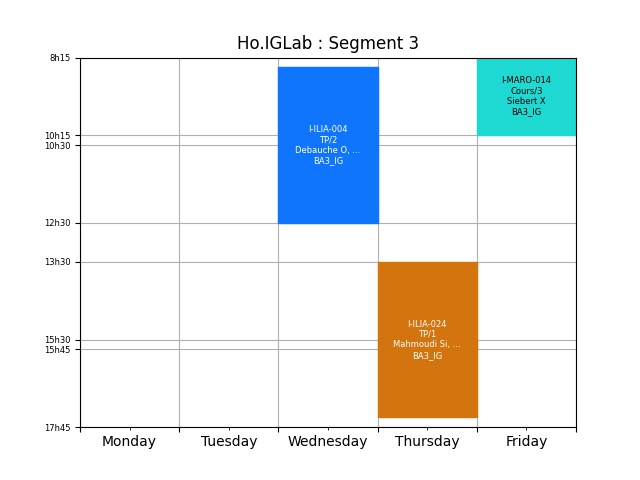 Ho.IGLab : Segment 3
8h15
10h15
10h30
12h30
13h30
15h30
15h45
17h45
I-ILIA-004
TP/2
Debauche O, ...
BA3_IG
I-ILIA-024
TP/1
Mahmoudi Si, ...
BA3_IG
I-MARO-014
Cours/3
Siebert X
BA3_IG
Monday
Tuesday
Wednesday
Thursday
Friday